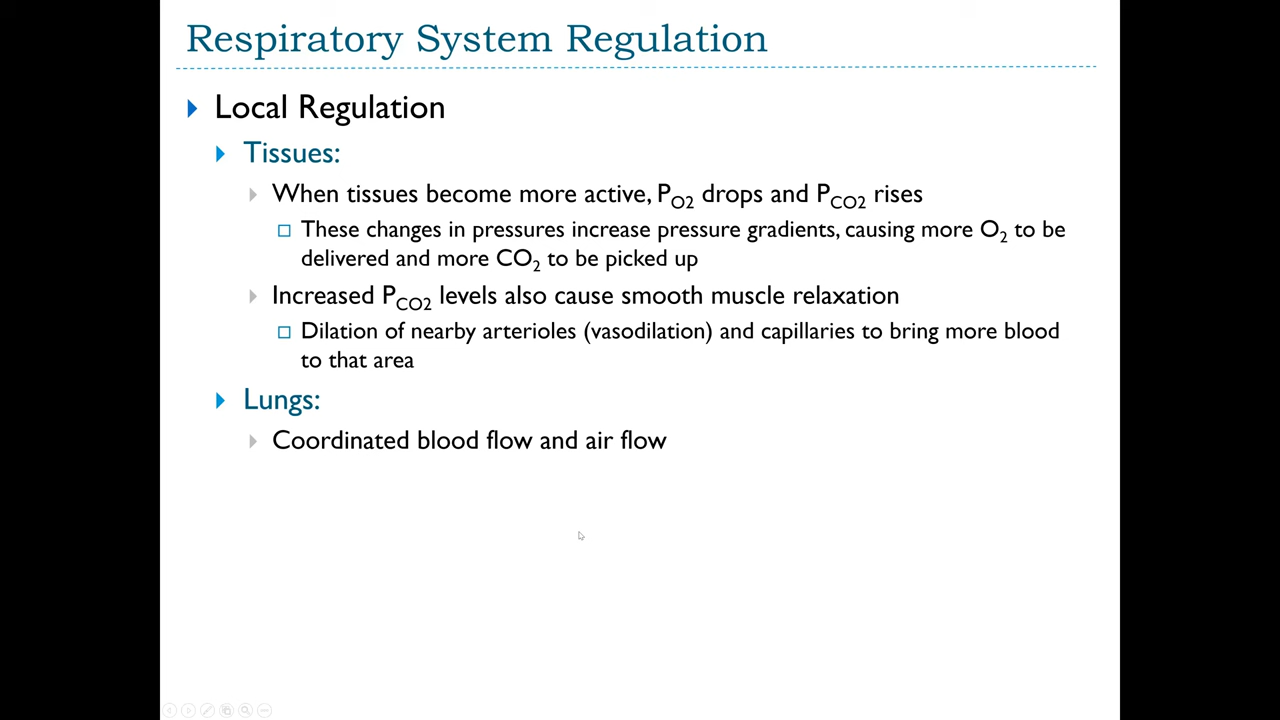 Respiratory System Regulation
Local Regulation
Tissues:
When tissues become more active, PO2 drops and PCO2 rises
These changes in pressures increase pressure gradients, causing more O2 to be
delivered and more CO2 to be picked up
Increased PCO2 levels also cause smooth muscle relaxation
Dilation of nearby arterioles (vasodilation) and capillaries to bring more blood
to that area
Lungs:
Coordinated blood flow and air flow